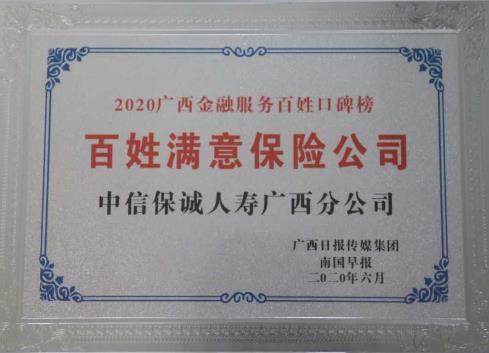 2020广西金融服务百姓口碑榜
百姓满意保险公司
中信保诚人寿广西分公司
广西日报传媒集团
南国早报
二〇二〇年六月